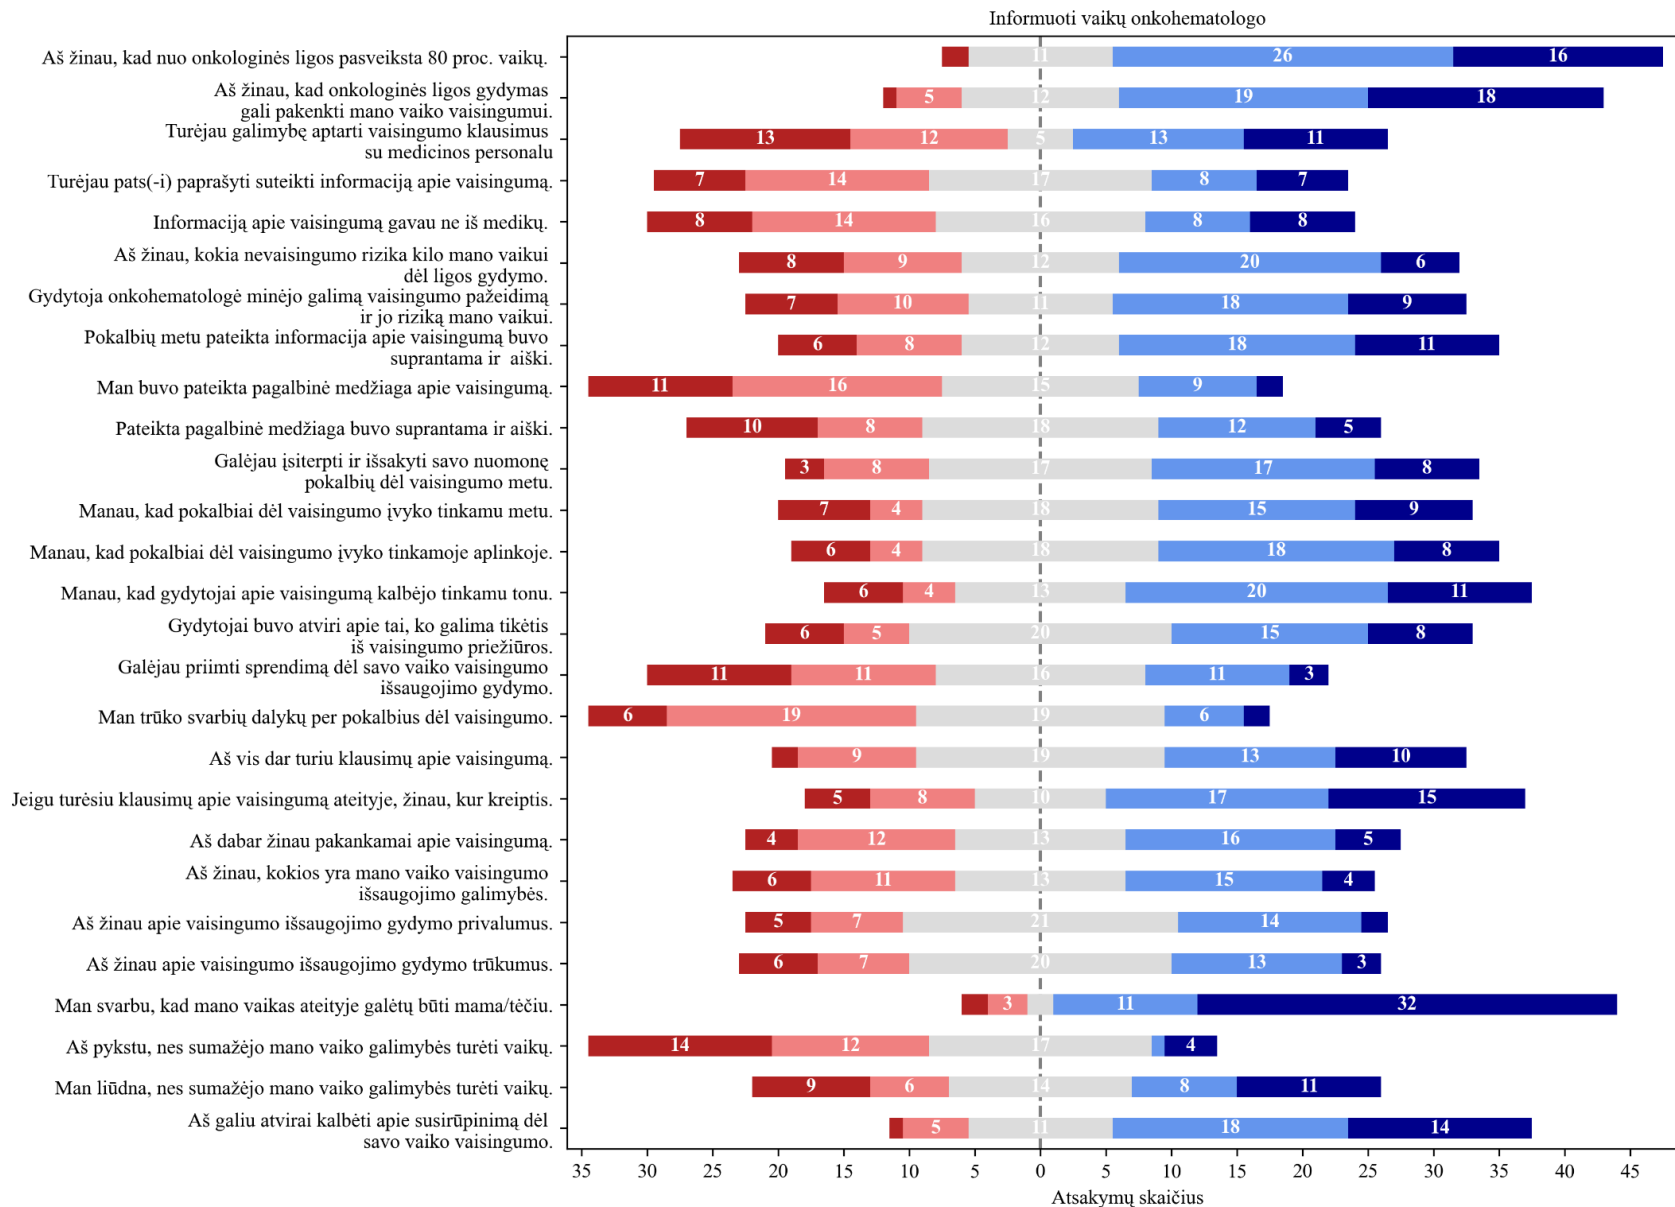 Informuoti vaikų onkohematologo
Aš žinau, kad nuo onkologinės ligos pasveiksta 80 proc. vaikų.
11 26 16
Aš žinau, kad onkologinės ligos gydymas
gali pakenkti mano vaiko vaisingumui.
5 12 19 18
Turėjau galimybę aptarti vaisingumo klausimus
su medicinos personalu
13 12 5 13 11
Turėjau pats(-i) paprašyti suteikti informaciją apie vaisingumą.
7 14 17 8 7
Informaciją apie vaisingumą gavau ne iš medikų.
8 14 16 8 8
Aš žinau, kokia nevaisingumo rizika kilo mano vaikui
dėl ligos gydymo.
8 9 12 20 6
Gydytoja onkohematologė minėjo galimą vaisingumo pažeidimą
ir jo riziką mano vaikui.
7 10 11 18 9
Pokalbių metu pateikta informacija apie vaisingumą buvo
suprantama ir aiški.
6 8 12 18 11
Man buvo pateikta pagalbinė medžiaga apie vaisingumą.
11 16 15 9
Pateikta pagalbinė medžiaga buvo suprantama ir aiški.
10 8 18 12 5
Galėjau įsiterpti ir išsakyti savo nuomonę
pokalbių dėl vaisingumo metu.
3 8 17 17 8
Manau, kad pokalbiai dėl vaisingumo įvyko tinkamu metu.
7 4 18 15 9
Manau, kad pokalbiai dėl vaisingumo įvyko tinkamoje aplinkoje.
6 4 18 18 8
Manau, kad gydytojai apie vaisingumą kalbėjo tinkamu tonu.
6 4 13 20 11
Gydytojai buvo atviri apie tai, ko galima tikėtis
iš vaisingumo priežiūros.
6 5 20 15 8
Galėjau priimti sprendimą dėl savo vaiko vaisingumo
išsaugojimo gydymo.
11 11 16 11 3
Man trūko svarbių dalykų per pokalbius dėl vaisingumo.
6 19 19 6
Aš vis dar turiu klausimų apie vaisingumą.
9 19 13 10
Jeigu turėsiu klausimų apie vaisingumą ateityje, žinau, kur kreiptis.
5 8 10 17 15
Aš dabar žinau pakankamai apie vaisingumą.
4 12 13 16 5
Aš žinau, kokios yra mano vaiko vaisingumo
išsaugojimo galimybės.
6 11 13 15 4
Aš žinau apie vaisingumo išsaugojimo gydymo privalumus.
5 7 21 14
Aš žinau apie vaisingumo išsaugojimo gydymo trūkumus.
6 7 20 13 3
Man svarbu, kad mano vaikas ateityje galėtų būti mama/tėčiu.
3 11 32
Aš pykstu, nes sumažėjo mano vaiko galimybės turėti vaikų.
14 12 17 4
Man liūdna, nes sumažėjo mano vaiko galimybės turėti vaikų.
9 6 14 8 11
Aš galiu atvirai kalbėti apie susirūpinimą dėl
savo vaiko vaisingumo.
5 11 18 14
35 30 25 20 15 10 5 0 5 10 15 20 25 30 35 40 45
Atsakymų skaičius